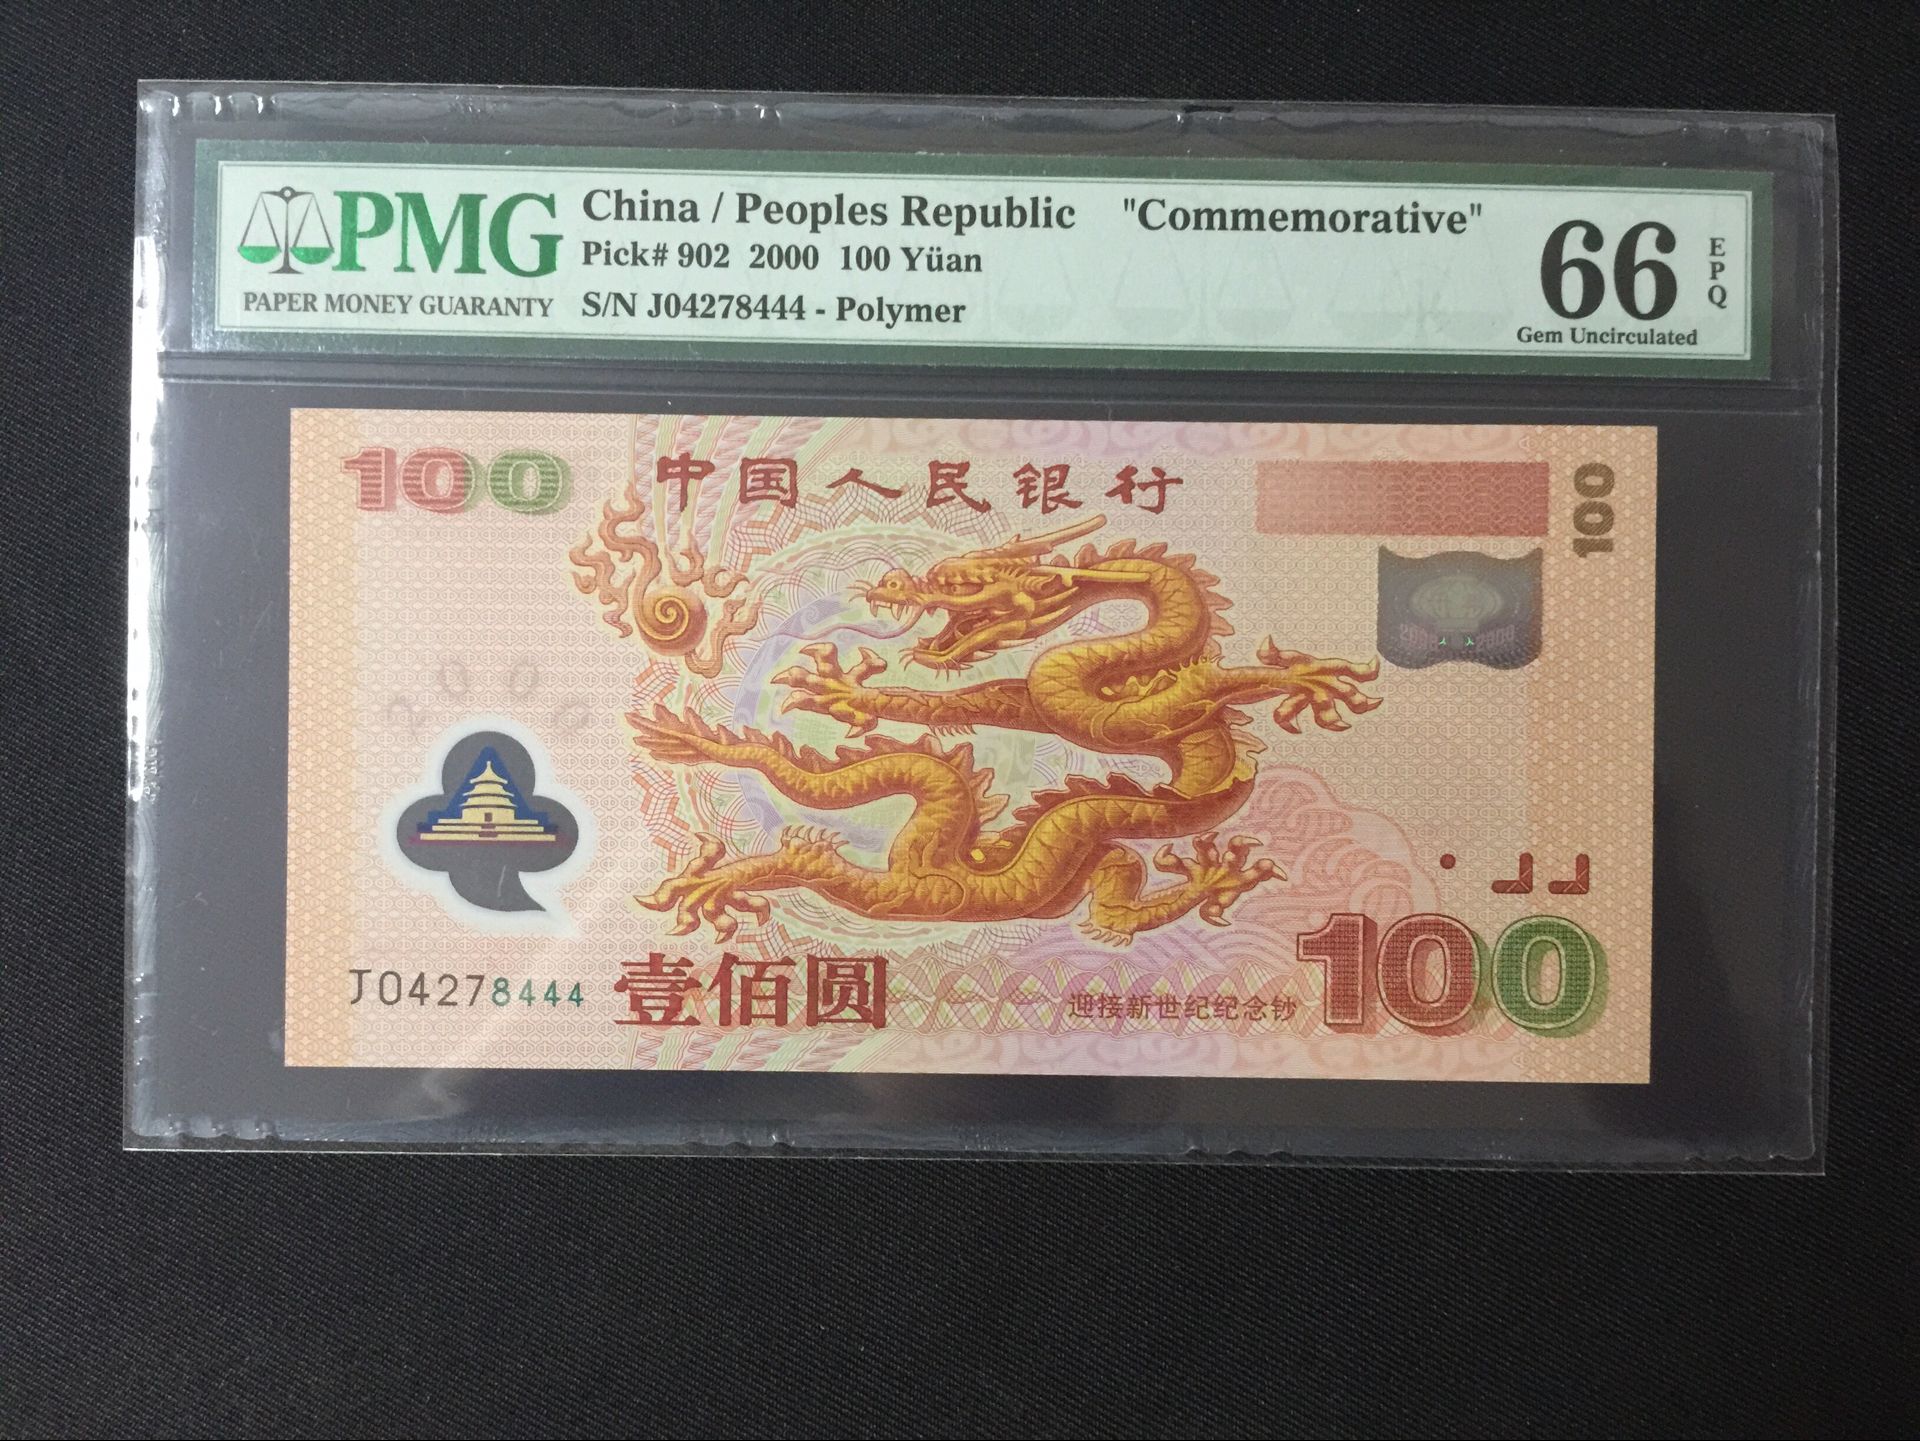 PMG
PAPER MONEY GUARANTY
China / Peoples Republic "Commemorative"
Pick# 902 2000 100 Yüan
S/N J04278444 - Polymer
66
EPQ
Gem Uncirculated
100
中国人民银行
100
2000
J04278444
壹佰圆
迎接新世纪纪念钞
100